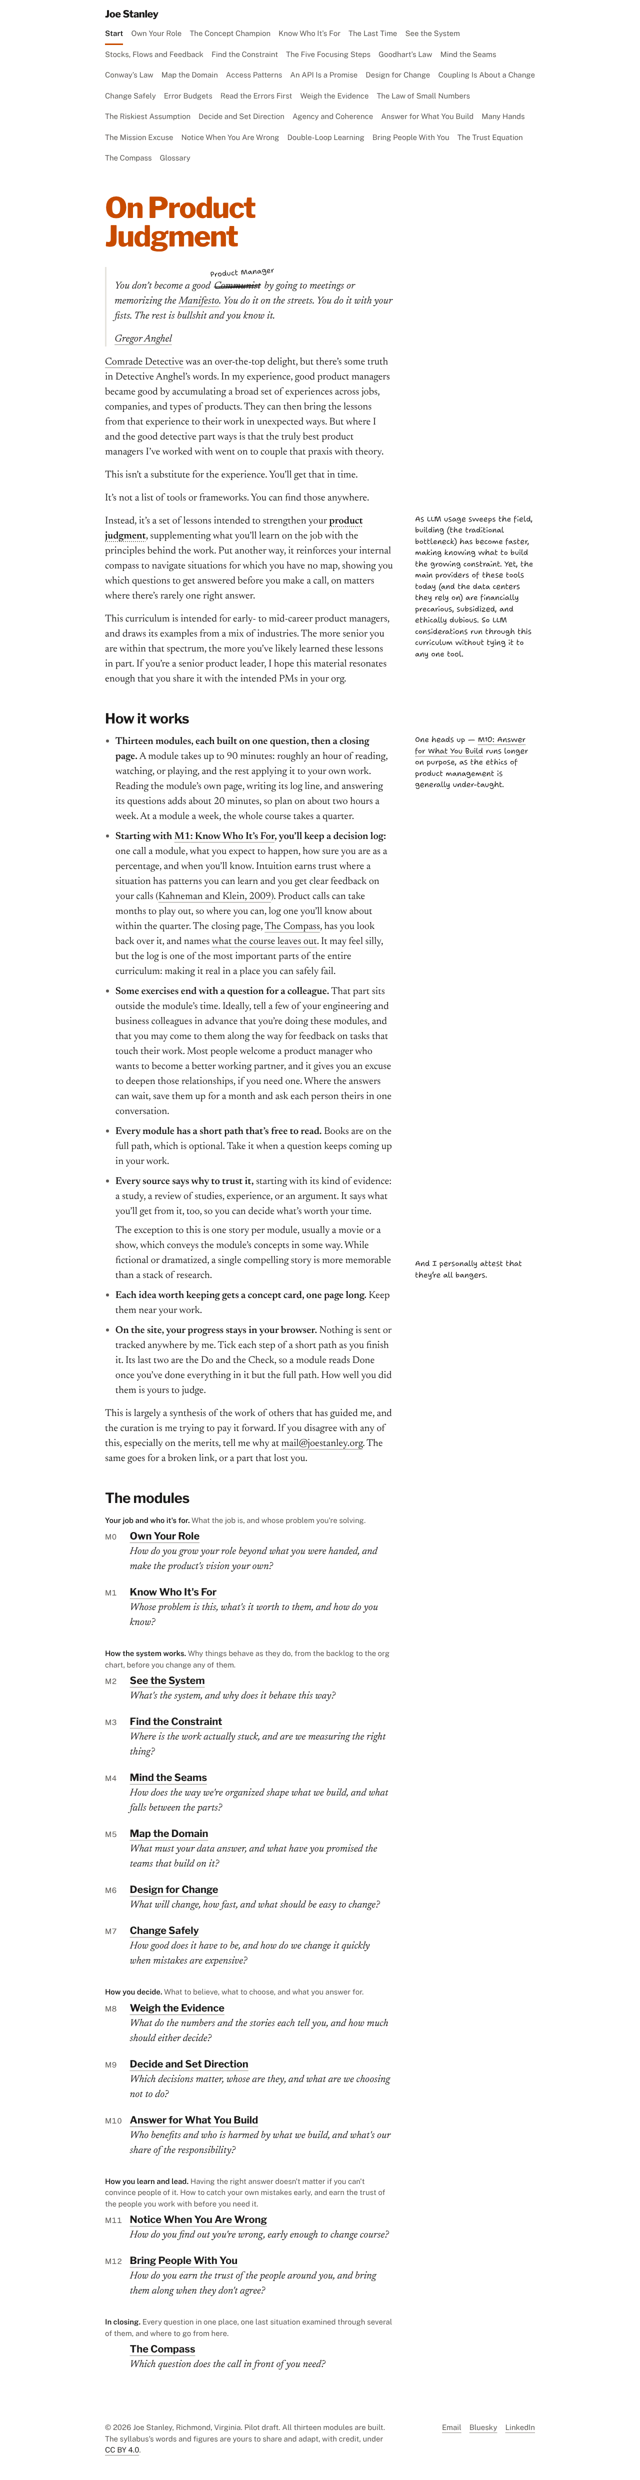 Joe Stanley
Start Own Your Role The Concept Champion Know Who It's For The Last Time See the System
Stocks, Flows and Feedback Find the Constraint The Five Focusing Steps Goodhart's Law Mind the Seams
Conway's Law Map the Domain Access Patterns An API Is a Promise Design for Change Coupling Is About a Change
Change Safely Error Budgets Read the Errors First Weigh the Evidence The Law of Small Numbers
The Riskiest Assumption Decide and Set Direction Agency and Coherence Answer for What You Build Many Hands
The Mission Excuse Notice When You Are Wrong Double-Loop Learning Bring People With You The Trust Equation
The Compass Glossary
On Product
Judgment
Product Manager
You don't become a good Communist by going to meetings or
memorizing the Manifesto. You do it on the streets. You do it with your
fists. The rest is bullshit and you know it.
Gregor Anghel
Comrade Detective was an over-the-top delight, but there's some truth
in Detective Anghel's words. In my experience, good product managers
became good by accumulating a broad set of experiences across jobs,
companies, and types of products. They can then bring the lessons
from that experience to their work in unexpected ways. But where I
and the good detective part ways is that the truly best product
managers I've worked with went on to couple that praxis with theory.
This isn't a substitute for the experience. You'll get that in time.
It's not a list of tools or frameworks. You can find those anywhere.
Instead, it's a set of lessons intended to strengthen your product
judgment, supplementing what you'll learn on the job with the
principles behind the work. Put another way, it reinforces your internal
compass to navigate situations for which you have no map, showing you
which questions to get answered before you make a call, on matters
where there's rarely one right answer.
As LLM usage sweeps the field,
building (the traditional
bottleneck) has become faster,
making knowing what to build
the growing constraint. Yet, the
main providers of these tools
today (and the data centers
they rely on) are financially
precarious, subsidized, and
ethically dubious. So LLM
considerations run through this
curriculum without tying it to
any one tool.
This curriculum is intended for early- to mid-career product managers,
and draws its examples from a mix of industries. The more senior you
are within that spectrum, the more you've likely learned these lessons
in part. If you're a senior product leader, I hope this material resonates
enough that you share it with the intended PMs in your org.
How it works
Thirteen modules, each built on one question, then a closing
page. A module takes up to 90 minutes: roughly an hour of reading,
watching, or playing, and the rest applying it to your own work.
Reading the module's own page, writing its log line, and answering
its questions adds about 20 minutes, so plan on about two hours a
week. At a module a week, the whole course takes a quarter.
One heads up — M10: Answer
for What You Build runs longer
on purpose, as the ethics of
product management is
generally under-taught.
Starting with M1: Know Who It's For, you'll keep a decision log:
one call a module, what you expect to happen, how sure you are as a
percentage, and when you'll know. Intuition earns trust where a
situation has patterns you can learn and you get clear feedback on
your calls (Kahneman and Klein, 2009). Product calls can take
months to play out, so where you can, log one you'll know about
within the quarter. The closing page, The Compass, has you look
back over it, and names what the course leaves out. It may feel silly,
but the log is one of the most important parts of the entire
curriculum: making it real in a place you can safely fail.
Some exercises end with a question for a colleague. That part sits
outside the module's time. Ideally, tell a few of your engineering and
business colleagues in advance that you're doing these modules, and
that you may come to them along the way for feedback on tasks that
touch their work. Most people welcome a product manager who
wants to become a better working partner, and it gives you an excuse
to deepen those relationships, if you need one. Where the answers
can wait, save them up for a month and ask each person theirs in one
conversation.
Every module has a short path that's free to read. Books are on the
full path, which is optional. Take it when a question keeps coming up
in your work.
Every source says why to trust it, starting with its kind of evidence:
a study, a review of studies, experience, or an argument. It says what
you'll get from it, too, so you can decide what's worth your time.
The exception to this is one story per module, usually a movie or a
show, which conveys the module's concepts in some way. While
fictional or dramatized, a single compelling story is more memorable
than a stack of research.
And I personally attest that
they're all bangers.
Each idea worth keeping gets a concept card, one page long. Keep
them near your work.
On the site, your progress stays in your browser. Nothing is sent or
tracked anywhere by me. Tick each step of a short path as you finish
it. Its last two are the Do and the Check, so a module reads Done
once you've done everything in it but the full path. How well you did
them is yours to judge.
This is largely a synthesis of the work of others that has guided me, and
the curation is me trying to pay it forward. If you disagree with any of
this, especially on the merits, tell me why at mail@joestanley.org. The
same goes for a broken link, or a part that lost you.
The modules
Your job and who it's for. What the job is, and whose problem you're solving.
M0 Own Your Role
How do you grow your role beyond what you were handed, and
make the product's vision your own?
M1 Know Who It's For
Whose problem is this, what's it worth to them, and how do you
know?
How the system works. Why things behave as they do, from the backlog to the org
chart, before you change any of them.
M2 See the System
What's the system, and why does it behave this way?
M3 Find the Constraint
Where is the work actually stuck, and are we measuring the right
thing?
M4 Mind the Seams
How does the way we're organized shape what we build, and what
falls between the parts?
M5 Map the Domain
What must your data answer, and what have you promised the
teams that build on it?
M6 Design for Change
What will change, how fast, and what should be easy to change?
M7 Change Safely
How good does it have to be, and how do we change it quickly
when mistakes are expensive?
How you decide. What to believe, what to choose, and what you answer for.
M8 Weigh the Evidence
What do the numbers and the stories each tell you, and how much
should either decide?
M9 Decide and Set Direction
Which decisions matter, whose are they, and what are we choosing
not to do?
M10 Answer for What You Build
Who benefits and who is harmed by what we build, and what's our
share of the responsibility?
How you learn and lead. Having the right answer doesn't matter if you can't
convince people of it. How to catch your own mistakes early, and earn the trust of
the people you work with before you need it.
M11 Notice When You Are Wrong
How do you find out you're wrong, early enough to change course?
M12 Bring People With You
How do you earn the trust of the people around you, and bring
them along when they don't agree?
In closing. Every question in one place, one last situation examined through several
of them, and where to go from here.
The Compass
Which question does the call in front of you need?
© 2026 Joe Stanley, Richmond, Virginia. Pilot draft. All thirteen modules are built.
The syllabus's words and figures are yours to share and adapt, with credit, under
CC BY 4.0.
Email Bluesky LinkedIn